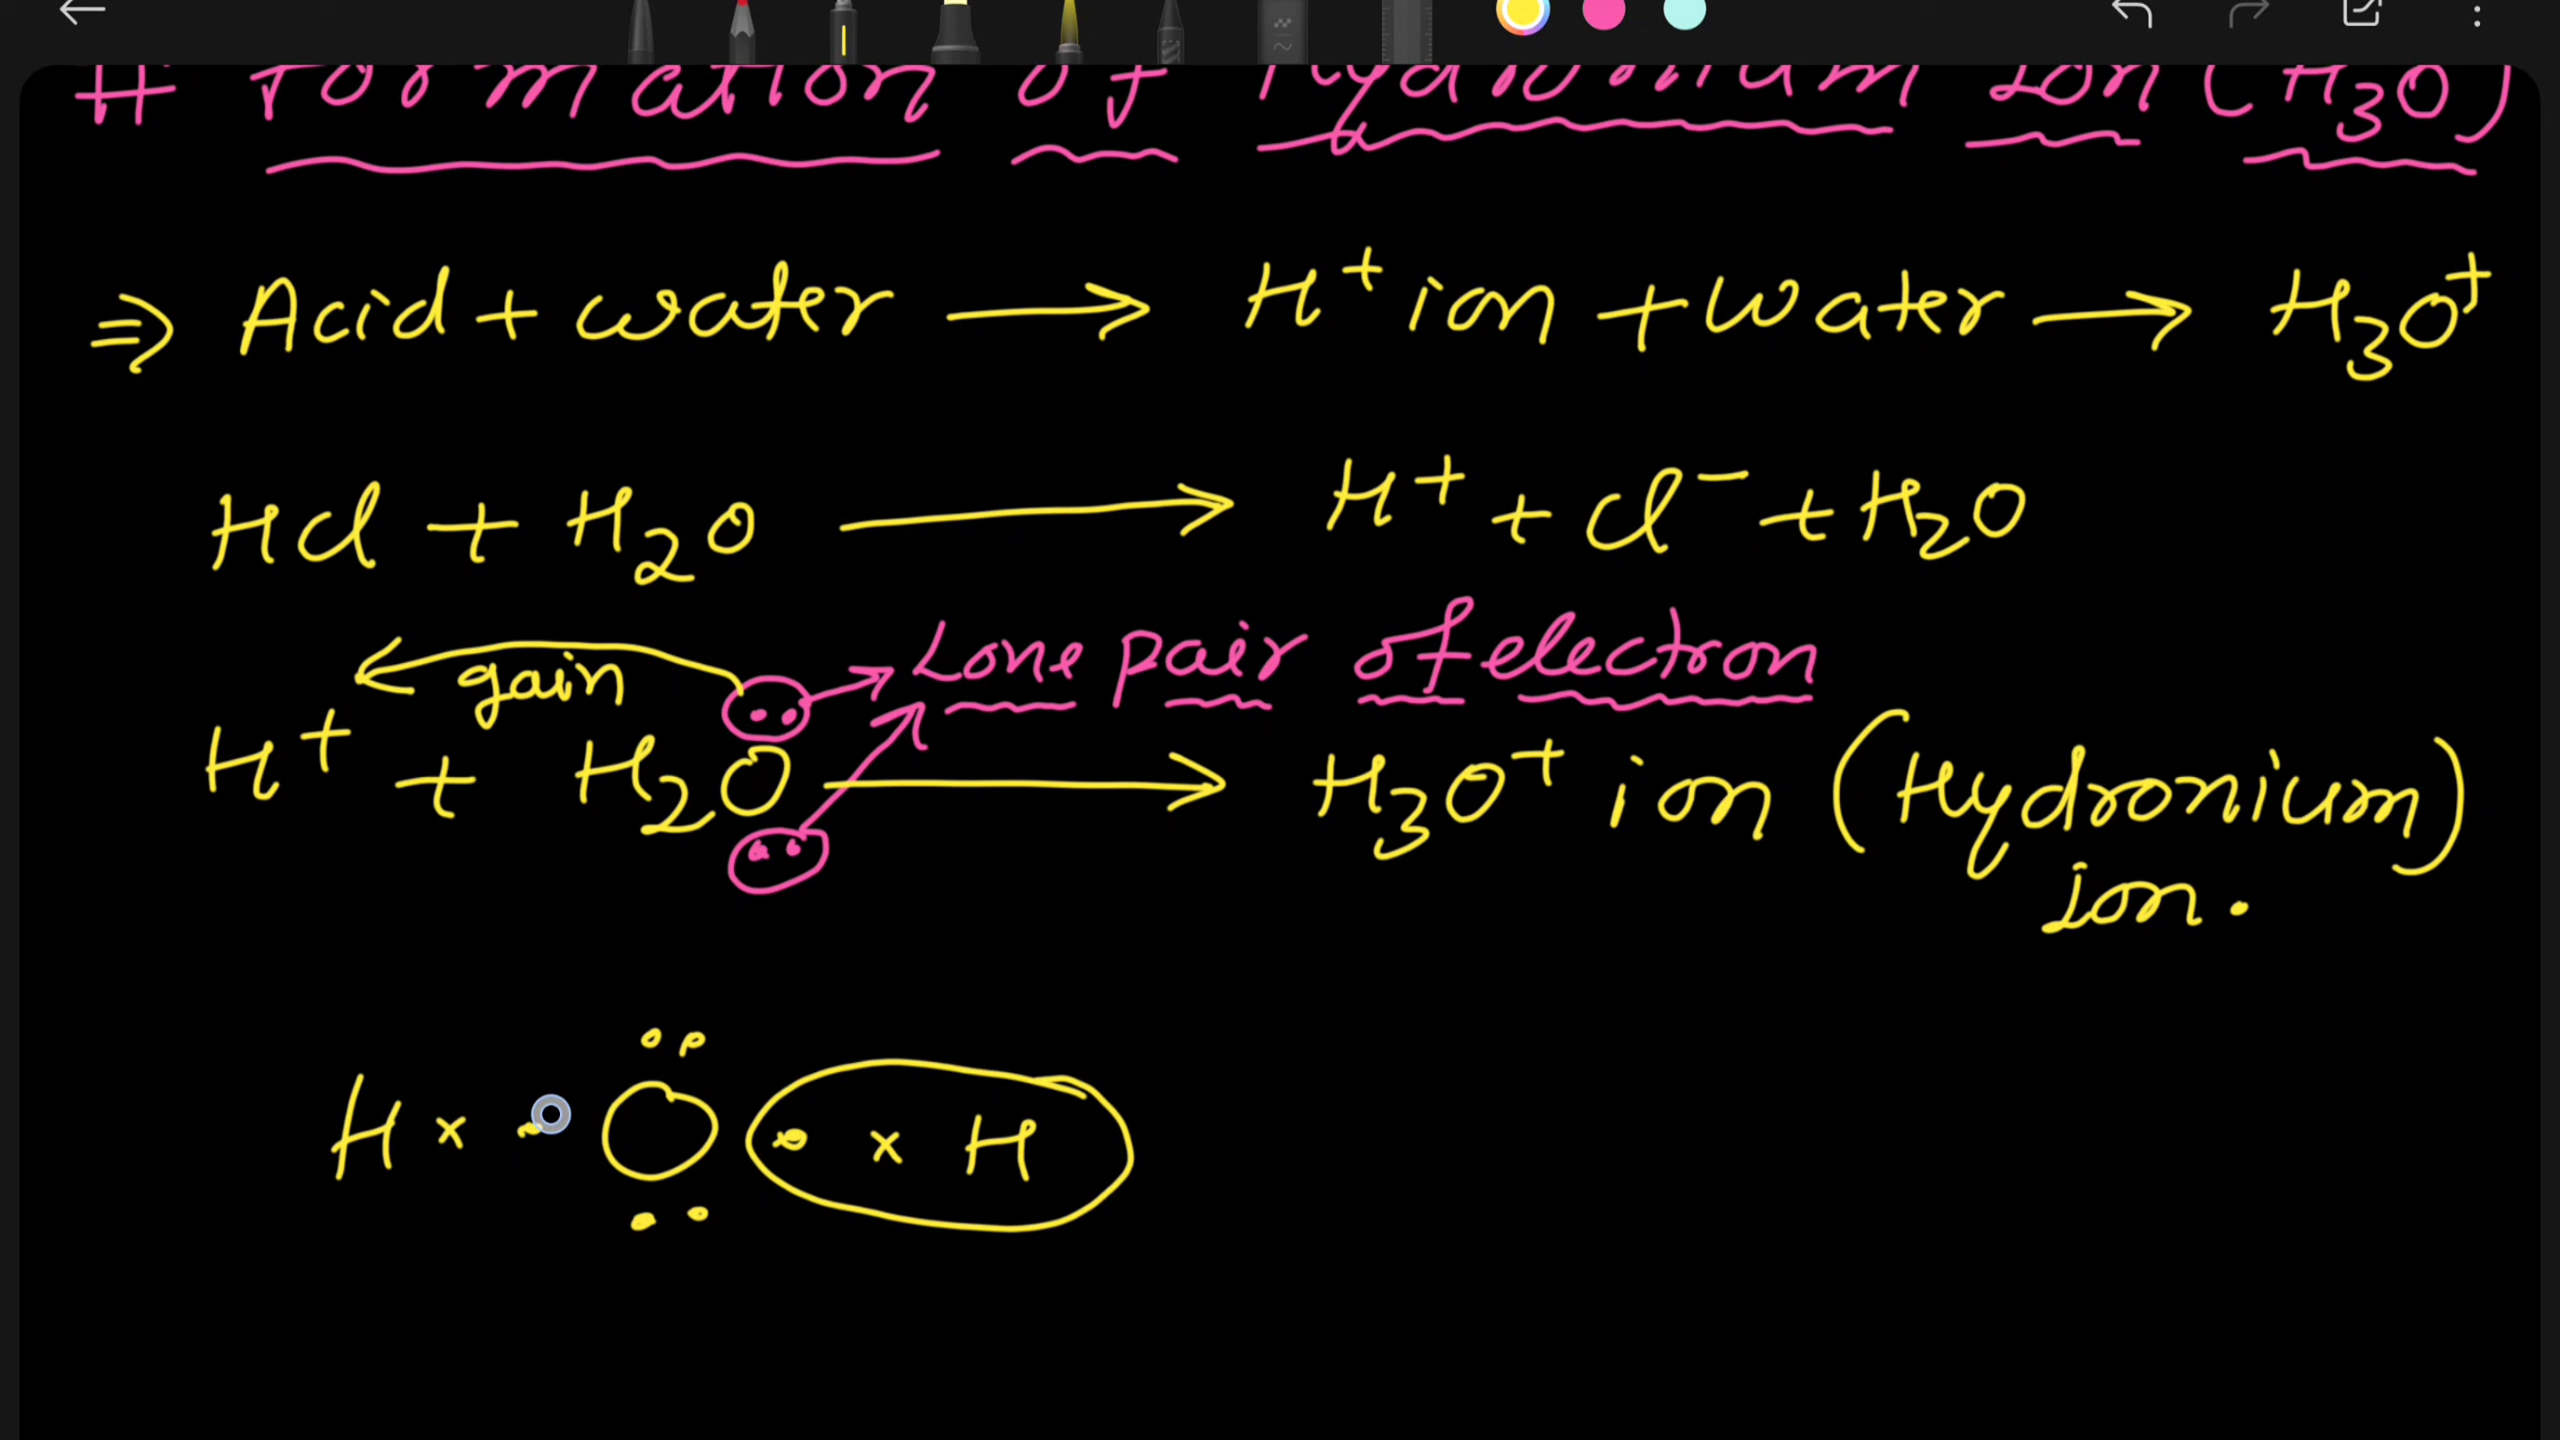 # Formation of Hydronium Ion (H3O)
⇒ Acid + water → H+ ion + Water → H3O+
Hcl + H2O → H+ + cl- + H2O
gain Lone pair of electron
H+ + H2O → H3O+ ion (Hydronium)
Ion.
H × • O • × H